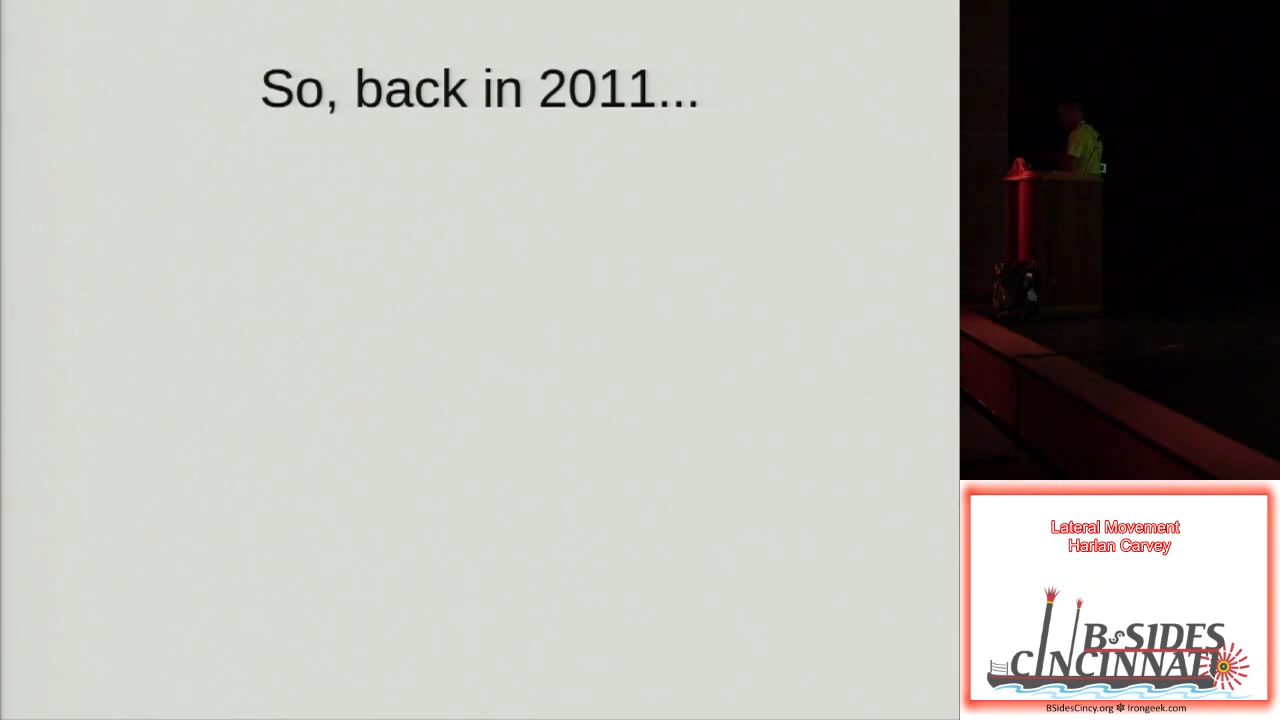 So, back in 2011...
Lateral Movement
Harlan Carvey
BSIDES
CINCINNATI
BSidesCincy.org ✽ Irongeek.com